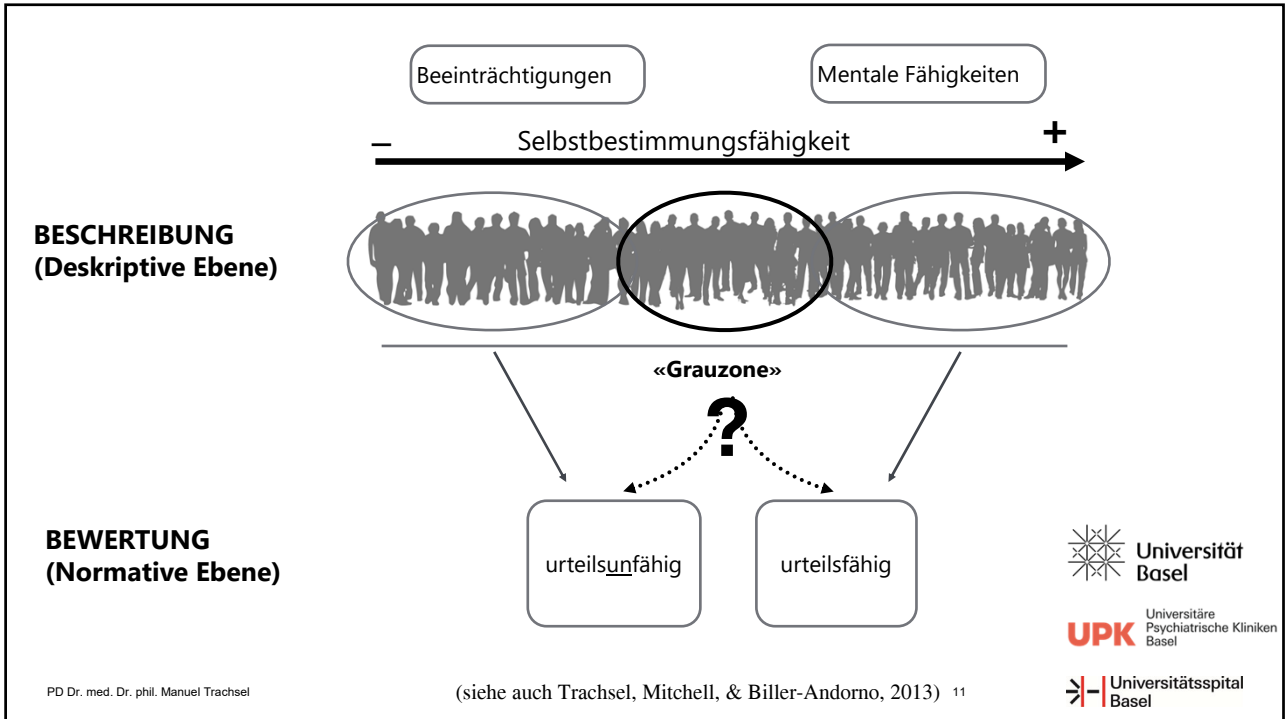 Beeinträchtigungen
Mentale Fähigkeiten
– Selbstbestimmungsfähigkeit +
BESCHREIBUNG
(Deskriptive Ebene)
«Grauzone»
?
BEWERTUNG
(Normative Ebene)
urteilsunfähig
urteilsfähig
Universität
Basel
UPK Universitäre
Psychiatrische Kliniken
Basel
Universitätsspital
Basel
PD Dr. med. Dr. phil. Manuel Trachsel
(siehe auch Trachsel, Mitchell, & Biller-Andorno, 2013) 11